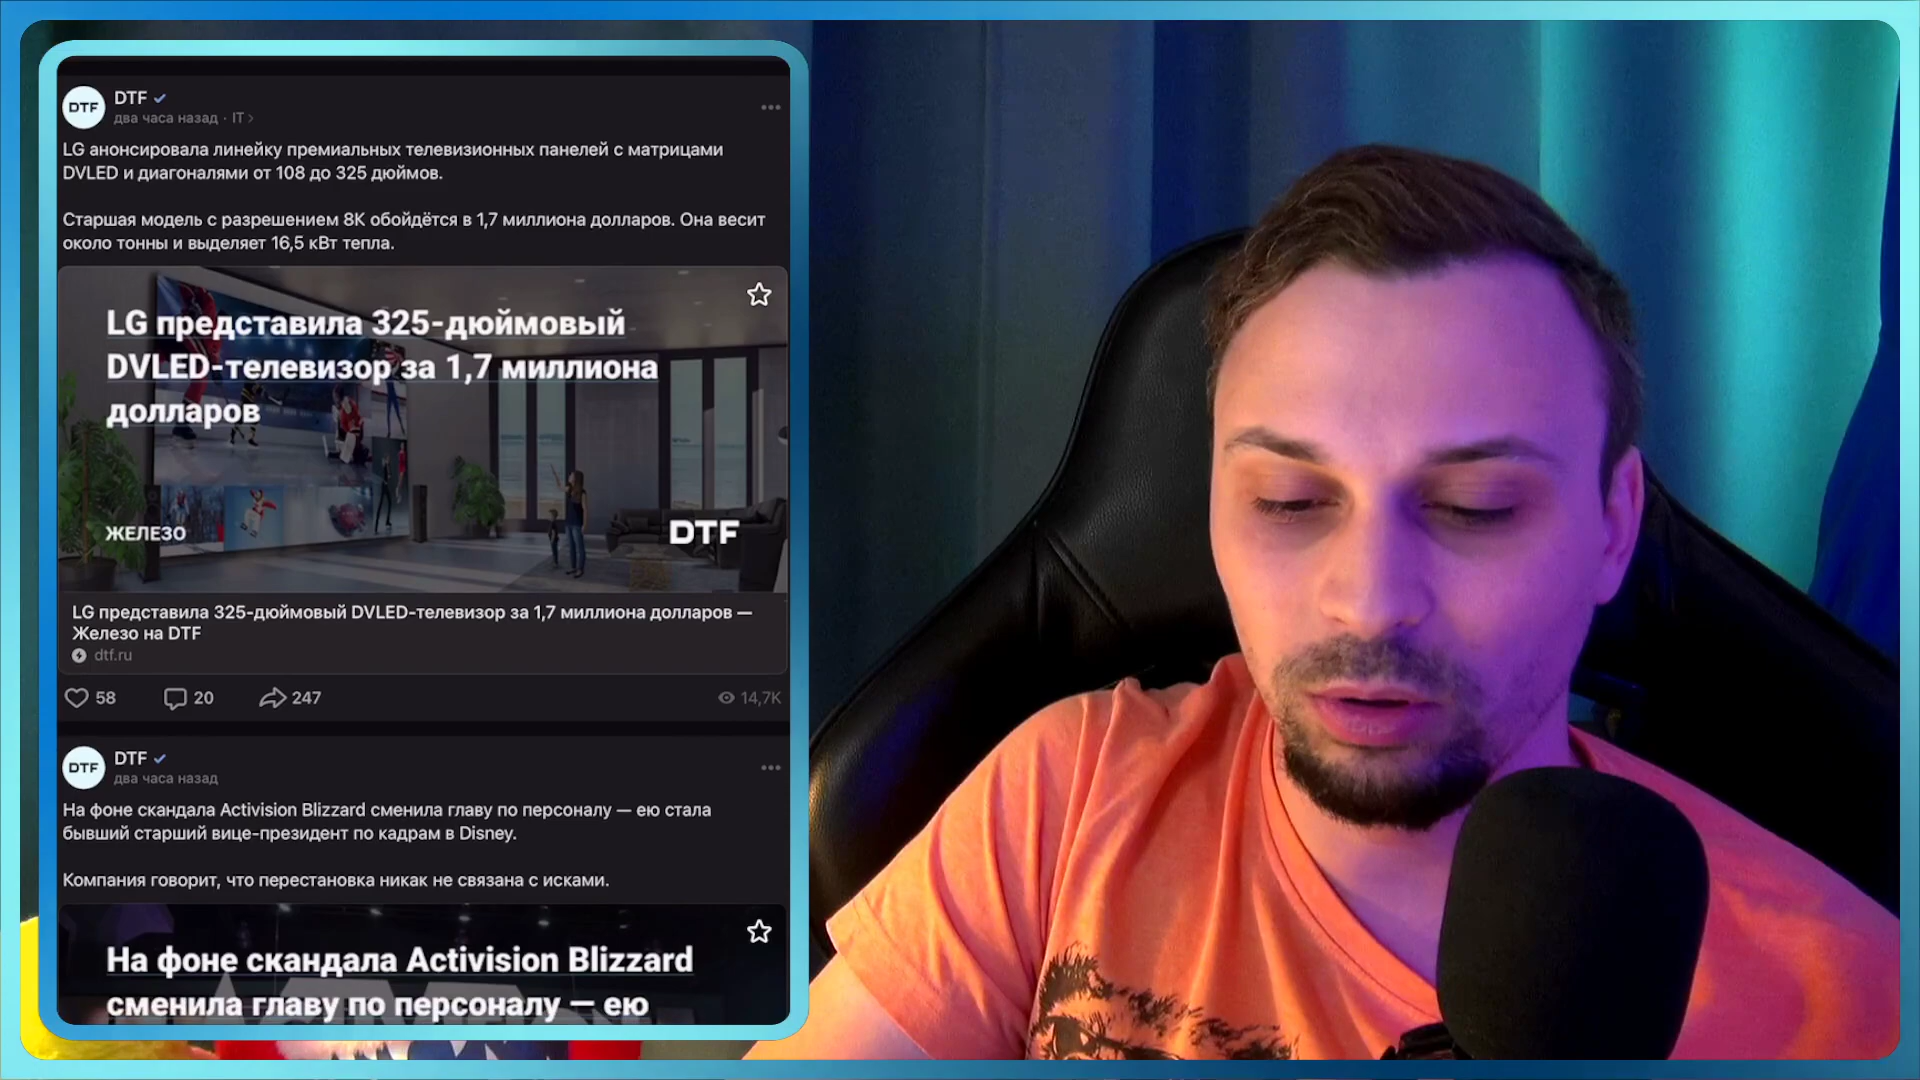 DTF
DTF
два часа назад · IT
LG анонсировала линейку премиальных телевизионных панелей с матрицами
DVLED и диагоналями от 108 до 325 дюймов.
Старшая модель с разрешением 8K обойдётся в 1,7 миллиона долларов. Она весит
около тонны и выделяет 16,5 кВт тепла.
LG представила 325-дюймовый
DVLED-телевизор за 1,7 миллиона
долларов
ЖЕЛЕЗО
DTF
LG представила 325-дюймовый DVLED-телевизор за 1,7 миллиона долларов —
Железо на DTF
dtf.ru
58 20 247 14,7K
DTF
DTF
два часа назад
На фоне скандала Activision Blizzard сменила главу по персоналу — ею стала
бывший старший вице-президент по кадрам в Disney.
Компания говорит, что перестановка никак не связана с исками.
На фоне скандала Activision Blizzard
сменила главу по персоналу — ею